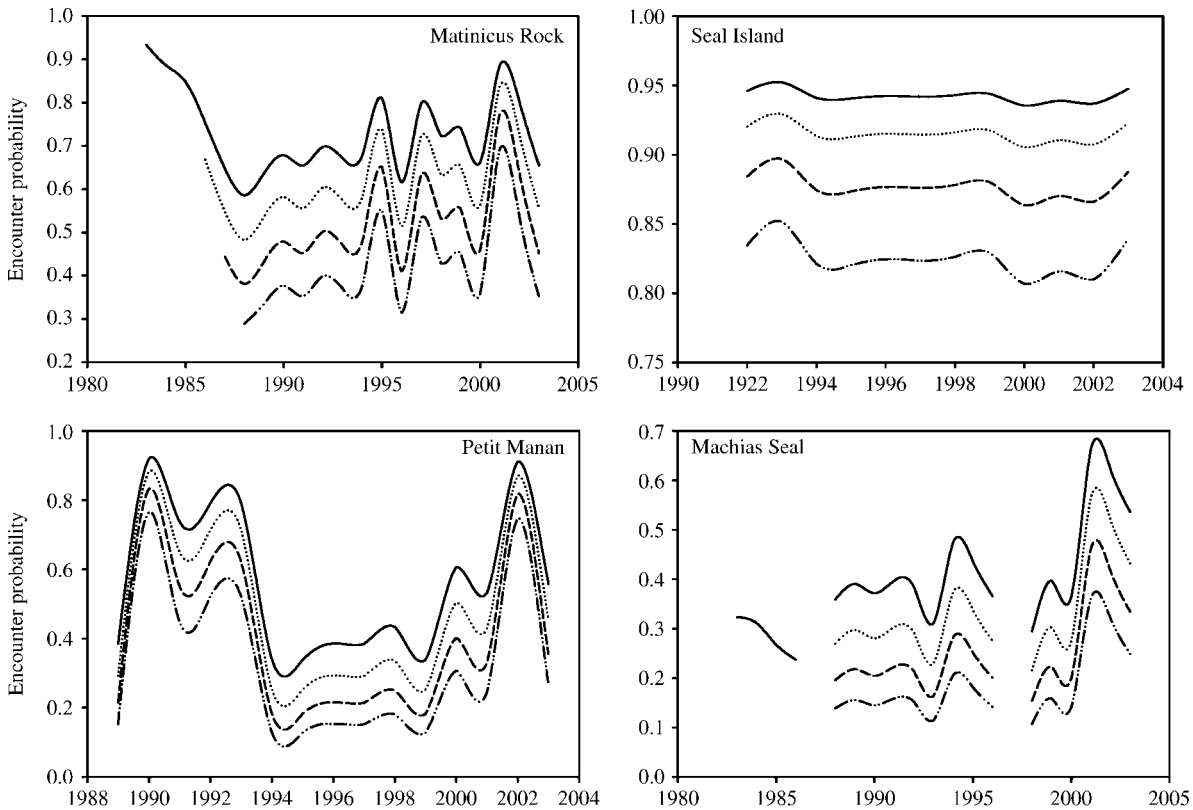 Matinicus Rock
Encounter probability
1.0
0.9
0.8
0.7
0.6
0.5
0.4
0.3
0.2
1980 1985 1990 1995 2000 2005
Seal Island
1.00
0.95
0.90
0.85
0.80
0.75
1990 1922 1994 1996 1998 2000 2002 2004
Petit Manan
Encounter probability
1.0
0.8
0.6
0.4
0.2
0.0
1988 1990 1992 1994 1996 1998 2000 2002 2004
Machias Seal
0.7
0.6
0.5
0.4
0.3
0.2
0.1
0.0
1980 1985 1990 1995 2000 2005